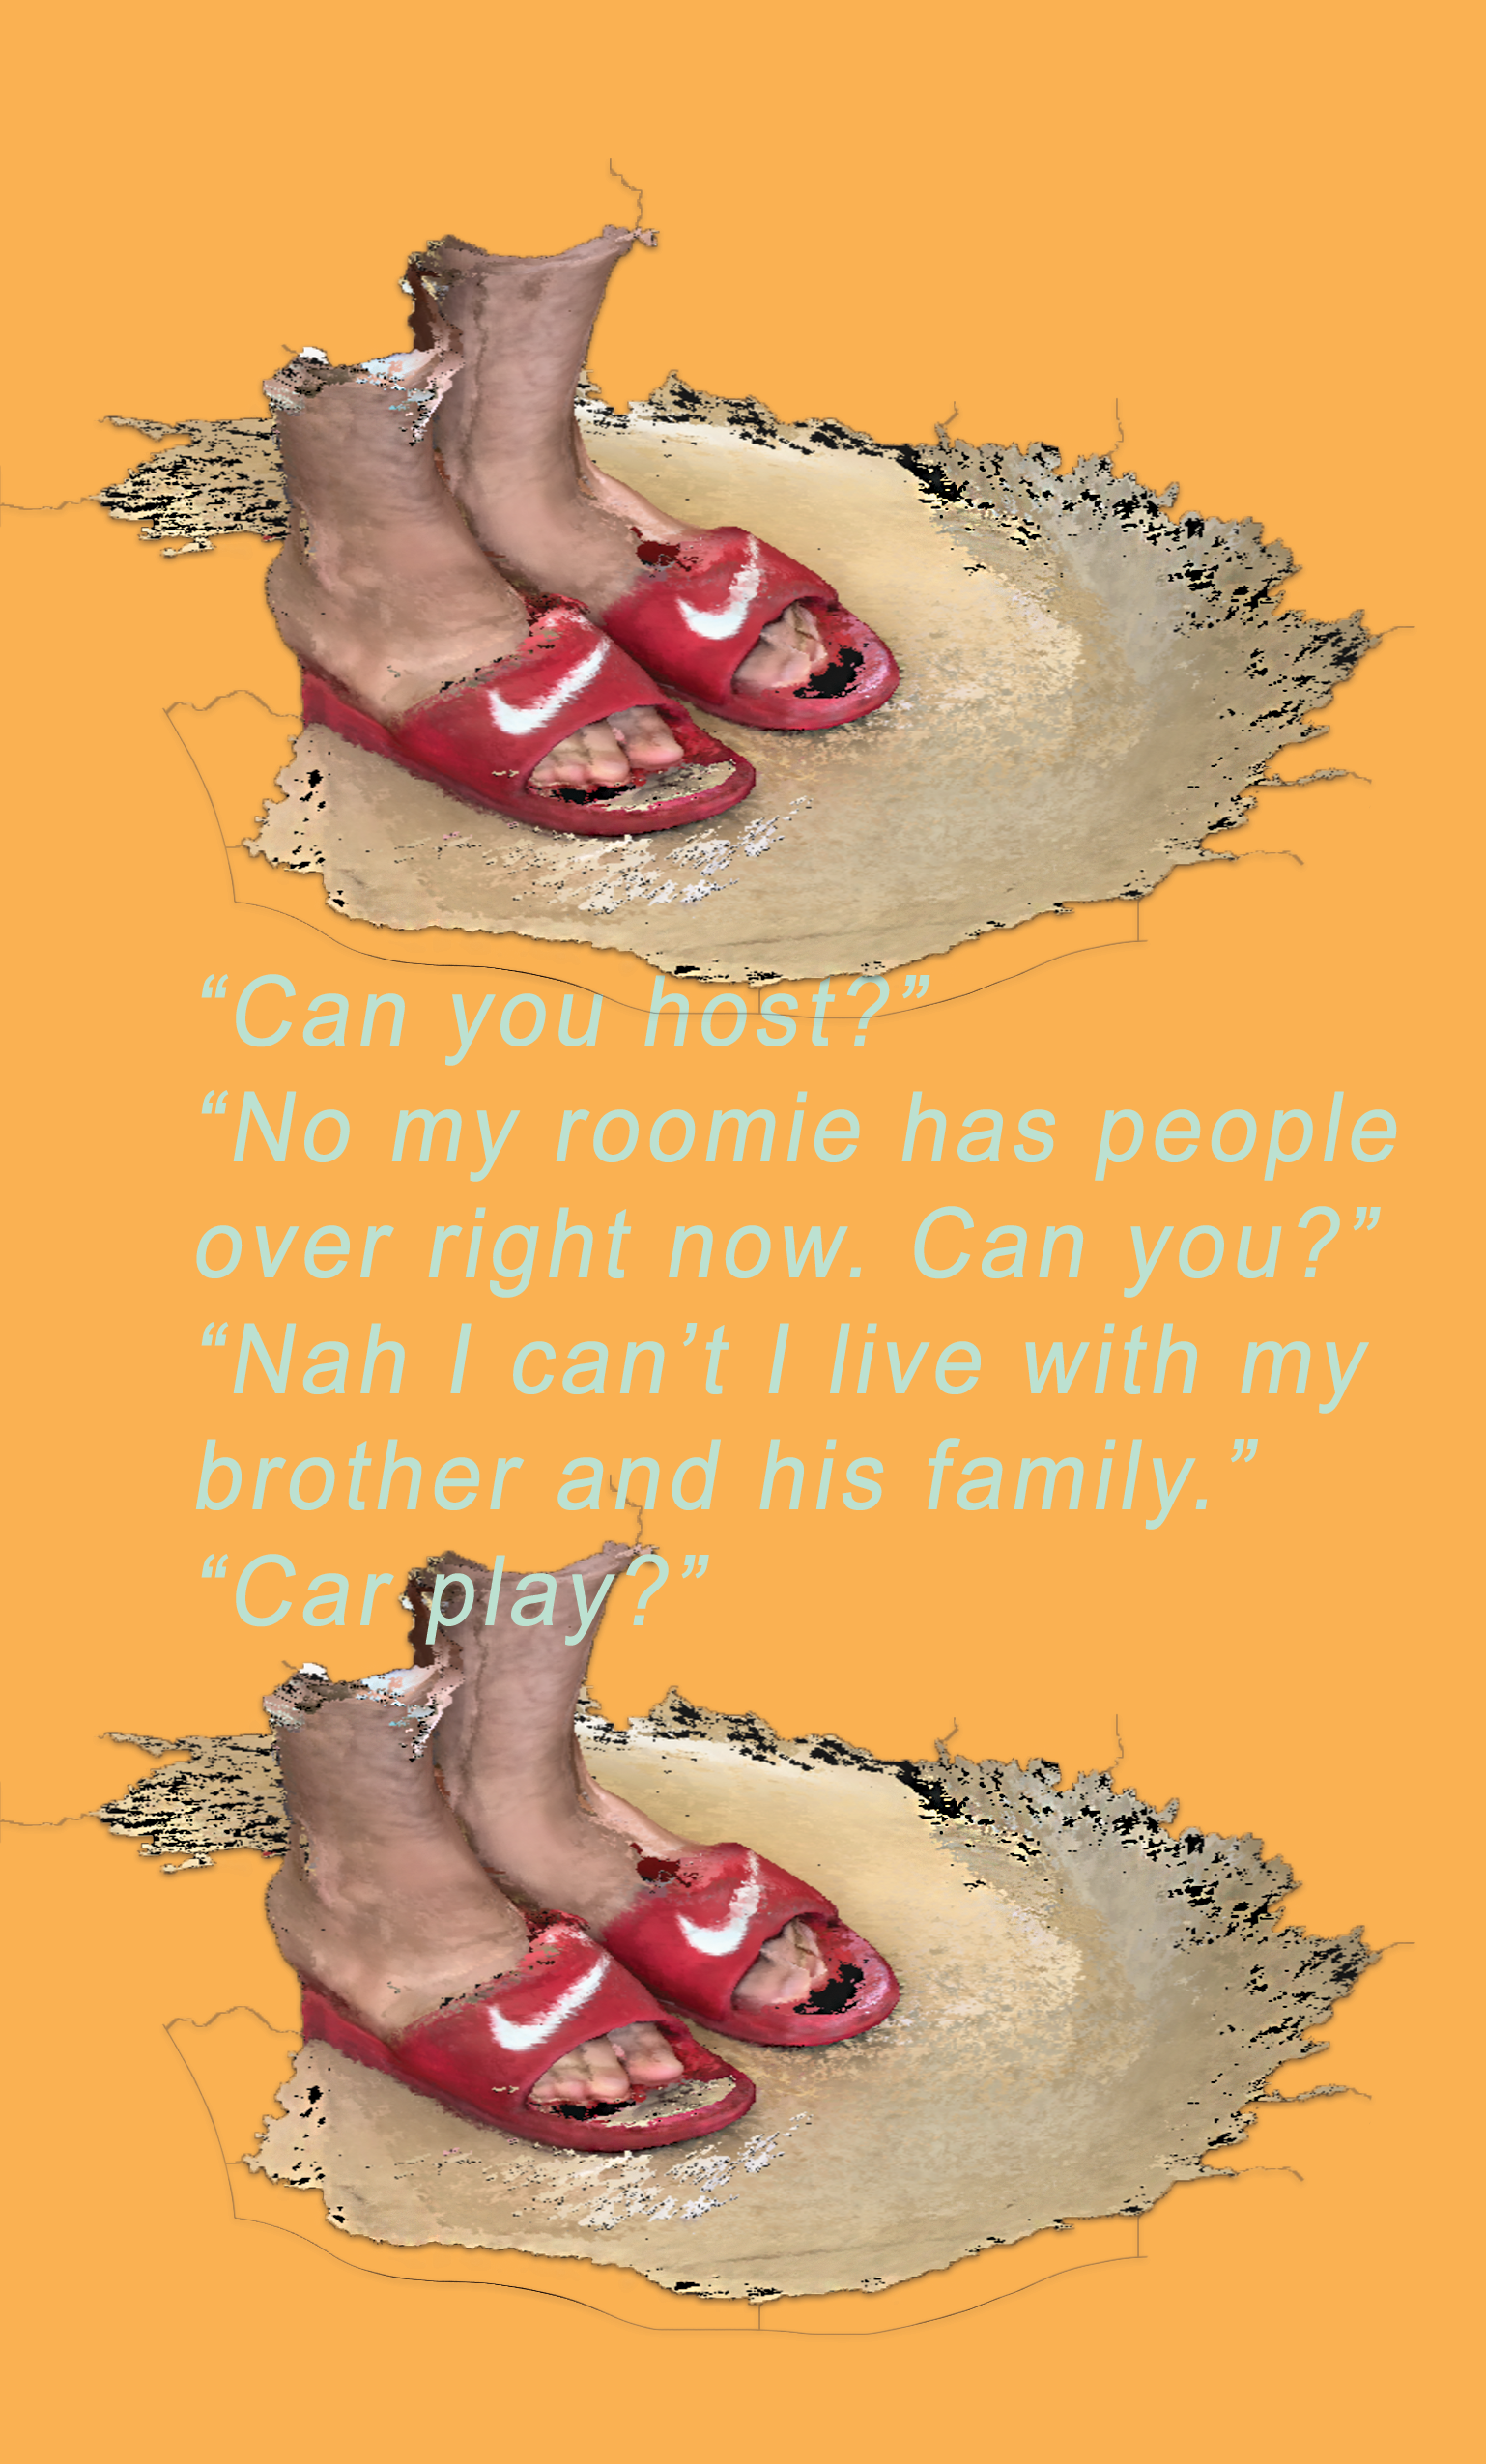 “Can you host?”
“No my roomie has people
over right now. Can you?”
“Nah I can’t I live with my
brother and his family.”
“Car play?”